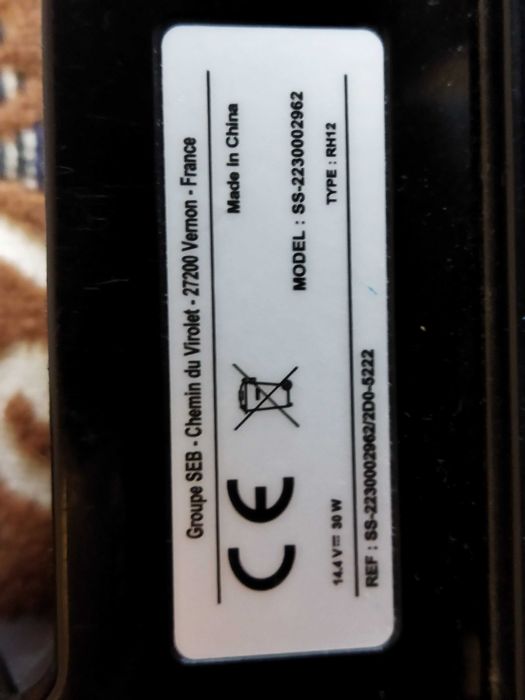 Groupe SEB - Chemin du Virolet - 27200 Vernon - France
CE
Made in China
MODEL : SS-2230002962
14.4 V⎓ 30 W
TYPE : RH12
REF : SS-2230002962/2D0-5222